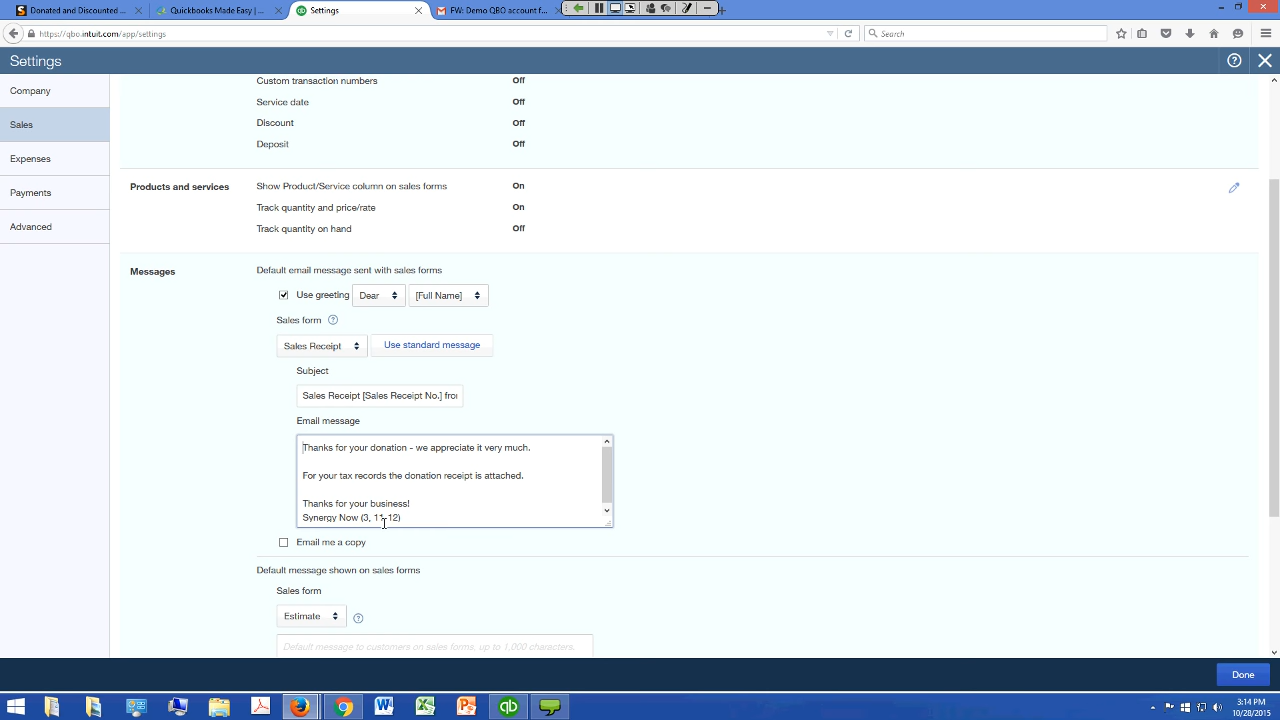 Donated and Discounted ...
Quickbooks Made Easy | ...
Settings
FW: Demo QBO account f...
https://qbo.intuit.com/app/settings
Search
Settings
Company
Sales
Expenses
Payments
Advanced
Custom transaction numbers Off
Service date Off
Discount Off
Deposit Off
Products and services
Show Product/Service column on sales forms On
Track quantity and price/rate On
Track quantity on hand Off
Messages
Default email message sent with sales forms
Use greeting Dear [Full Name]
Sales form
Sales Receipt Use standard message
Subject
Sales Receipt [Sales Receipt No.] fro
Email message
Thanks for your donation - we appreciate it very much.
For your tax records the donation receipt is attached.
Thanks for your business!
Synergy Now (3, 11-12)
Email me a copy
Default message shown on sales forms
Sales form
Estimate
Default message to customers on sales forms, up to 1,000 characters.
Done
3:14 PM
10/28/2015